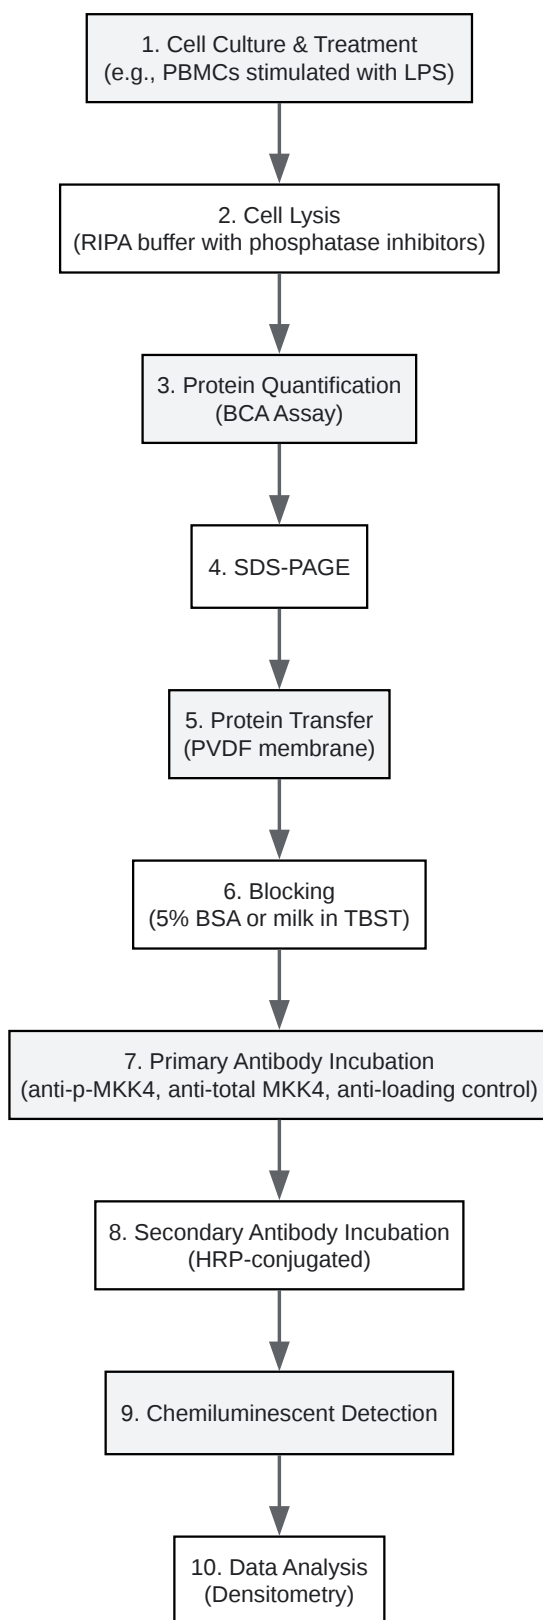 1. Cell Culture & Treatment
(e.g., PBMCs stimulated with LPS)
2. Cell Lysis
(RIPA buffer with phosphatase inhibitors)
3. Protein Quantification
(BCA Assay)
4. SDS-PAGE
5. Protein Transfer
(PVDF membrane)
6. Blocking
(5% BSA or milk in TBST)
7. Primary Antibody Incubation
(anti-p-MKK4, anti-total MKK4, anti-loading control)
8. Secondary Antibody Incubation
(HRP-conjugated)
9. Chemiluminescent Detection
10. Data Analysis
(Densitometry)